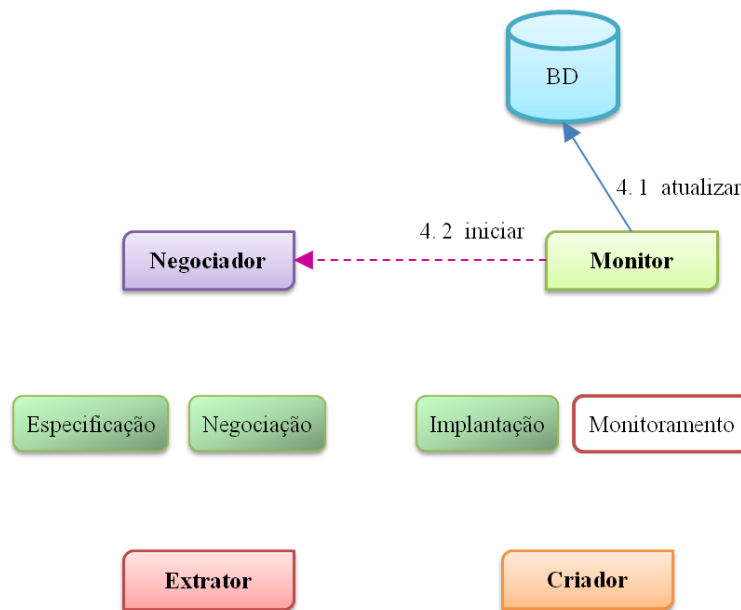 BD
4.1 atualizar
4.2 iniciar
Negociador
Monitor
Especificação
Negociação
Implantação
Monitoramento
Extrator
Criador